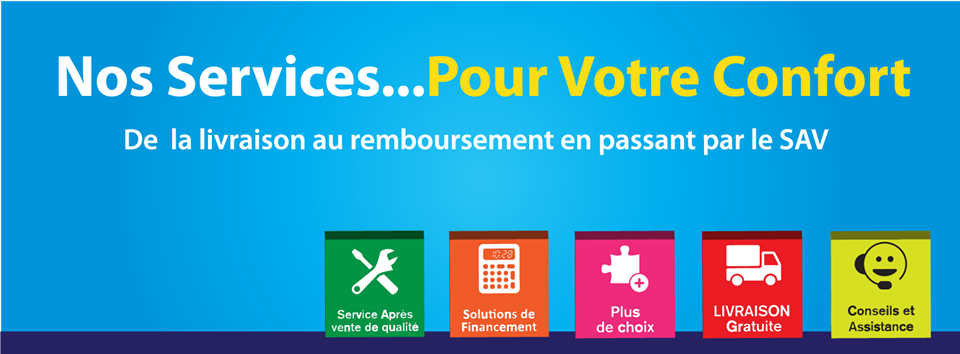 Nos Services...Pour Votre Confort
De la livraison au remboursement en passant par le SAV
10:28
Service Après
vente de qualité
Solutions de
Financement
Plus
de choix
LIVRAISON
Gratuite
Conseils et
Assistance